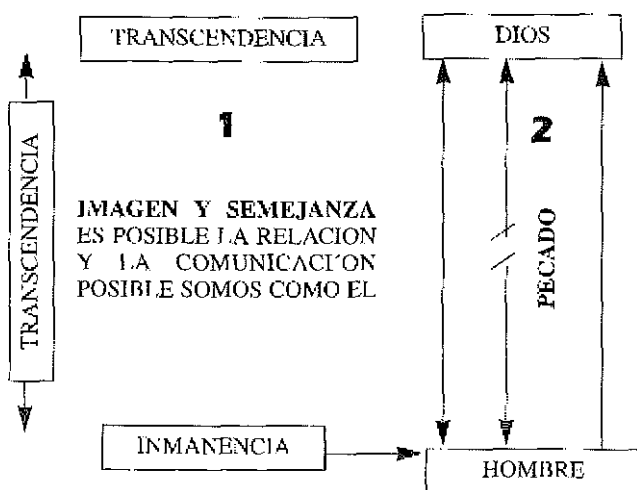 TRANSCENDENCIA
DIOS
1
2
TRANSCENDENCIA
IMAGEN Y SEMEJANZA
ES POSIBLE LA RELACION
Y LA COMUNICACION
POSIBLE SOMOS COMO EL
PECADO
INMANENCIA
HOMBRE